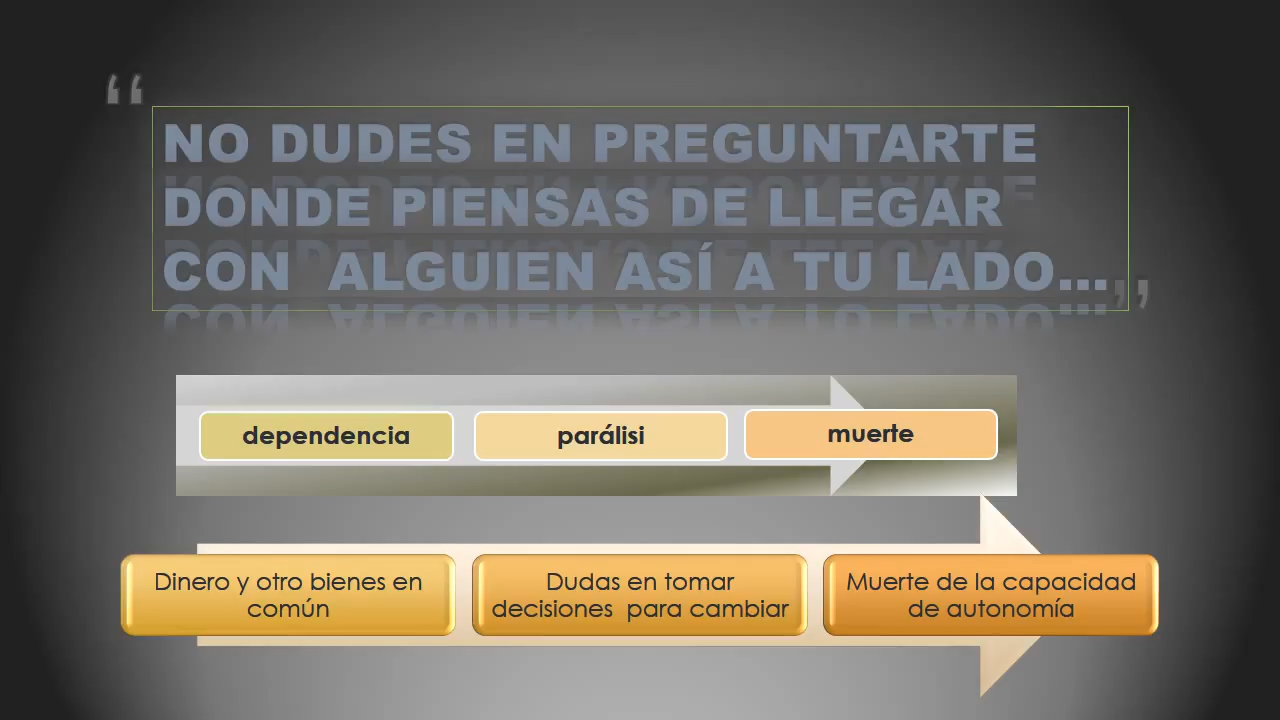 “
NO DUDES EN PREGUNTARTE
DONDE PIENSAS DE LLEGAR
CON ALGUIEN ASÍ A TU LADO…
”
dependencia
parálisi
muerte
Dinero y otro bienes en
común
Dudas en tomar
decisiones para cambiar
Muerte de la capacidad
de autonomía